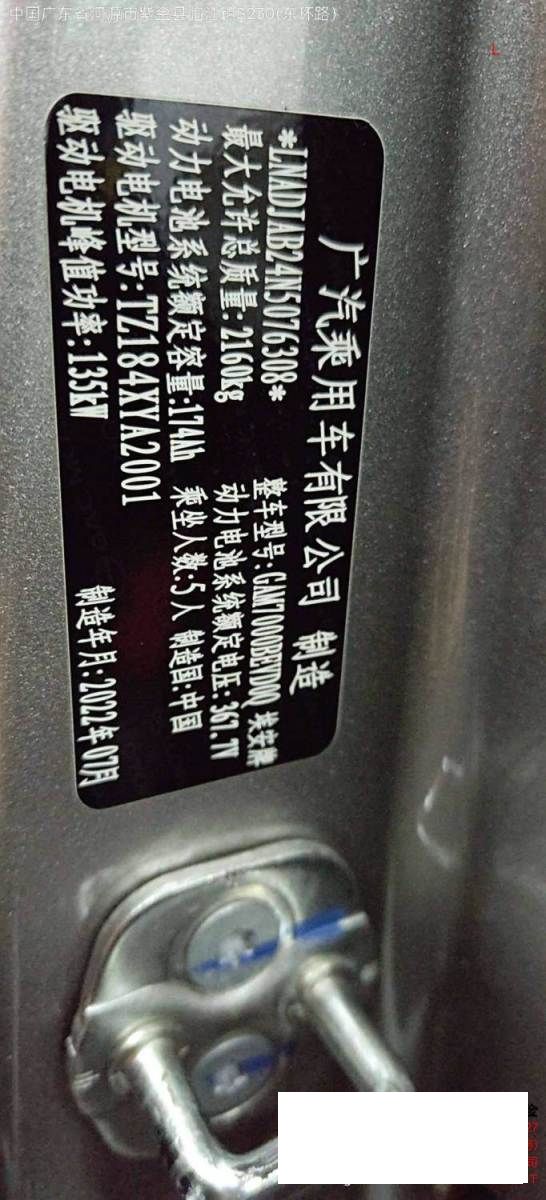 中国广东省河源市紫金县临江镇S230(东环路)
广汽乘用车有限公司 制造
*LNADJAB24N5076308* 整车型号:GAM7000BEVD0Q 埃安牌
最大允许总质量:2160kg 动力电池系统额定电压:361.7V
动力电池系统额定容量:174Ah 乘坐人数:5人 制造国:中国
驱动电机型号:TZ184XYA2001
驱动电机峰值功率:135kW 制造年月:2022年07月